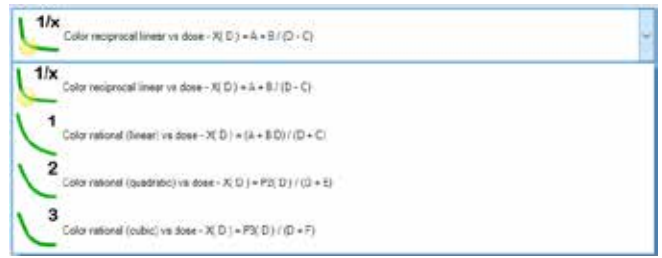 1/x
Color reciprocal linear vs dose - X( D ) = A + B / (D - C)
1/x
Color reciprocal linear vs dose - X( D ) = A + B / (D - C)
1
Color rational (linear) vs dose - X( D ) = (A + B D) / (D + C)
2
Color rational (quadratic) vs dose - X( D ) = P2( D ) / (D + E)
3
Color rational (cubic) vs dose - X( D ) = P3( D ) / (D + F)